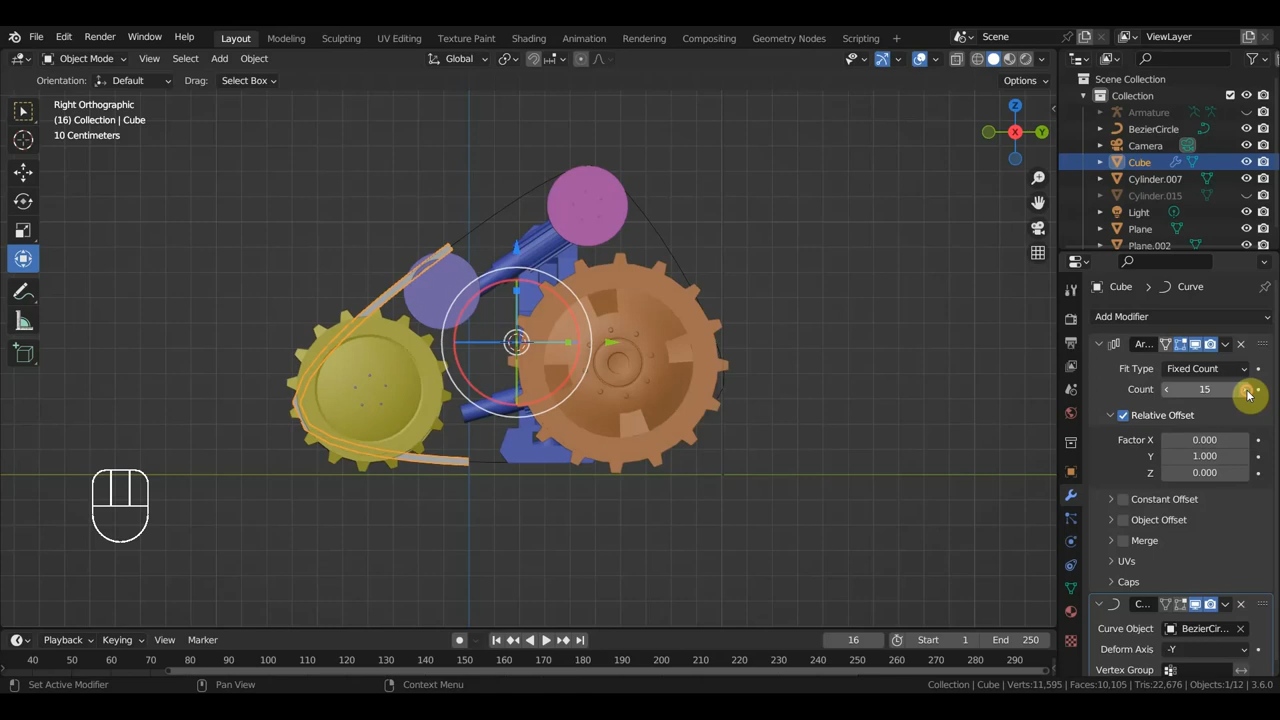 File Edit Render Window Help Layout Modeling Sculpting UV Editing Texture Paint Shading Animation Rendering Compositing Geometry Nodes Scripting + Scene ViewLayer
Object Mode View Select Add Object Global
Orientation: Default Drag: Select Box Options
Right Orthographic
(16) Collection | Cube
10 Centimeters
Z
Y
X
Scene Collection
Collection
Armature
BezierCircle
Camera
Cube
Cylinder.007
Cylinder.015
Light
Plane
Plane.002
Cube > Curve
Add Modifier
Ar...
Fit Type Fixed Count
Count 15
Relative Offset
Factor X 0.000
Y 1.000
Z 0.000
Constant Offset
Object Offset
Merge
UVs
Caps
C...
Curve Object BezierCir...
Deform Axis -Y
Vertex Group
Playback Keying View Marker 16 Start 1 End 250
40 50 60 70 80 90 100 110 120 130 140 150 160 170 180 190 200 210 220 230 240 250 260 270 280 290
Set Active Modifier Pan View Context Menu Collection | Cube | Verts:11,595 | Faces:10,105 | Tris:22,676 | Objects:1/12 | 3.6.0